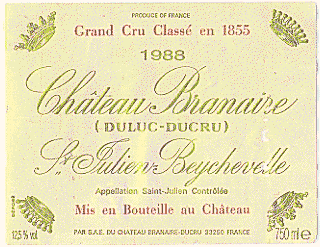 PRODUCE OF FRANCE
Grand Cru Classé en 1855
1988
Château Branaire
(DULUC-DUCRU)
St Julien-Beychevelle
Appellation Saint-Julien Contrôlée
Mis en Bouteille au Château
12,5 % vol PAR S.A.E. DU CHATEAU BRANAIRE-DUCRU 33250 FRANCE 750 ml e